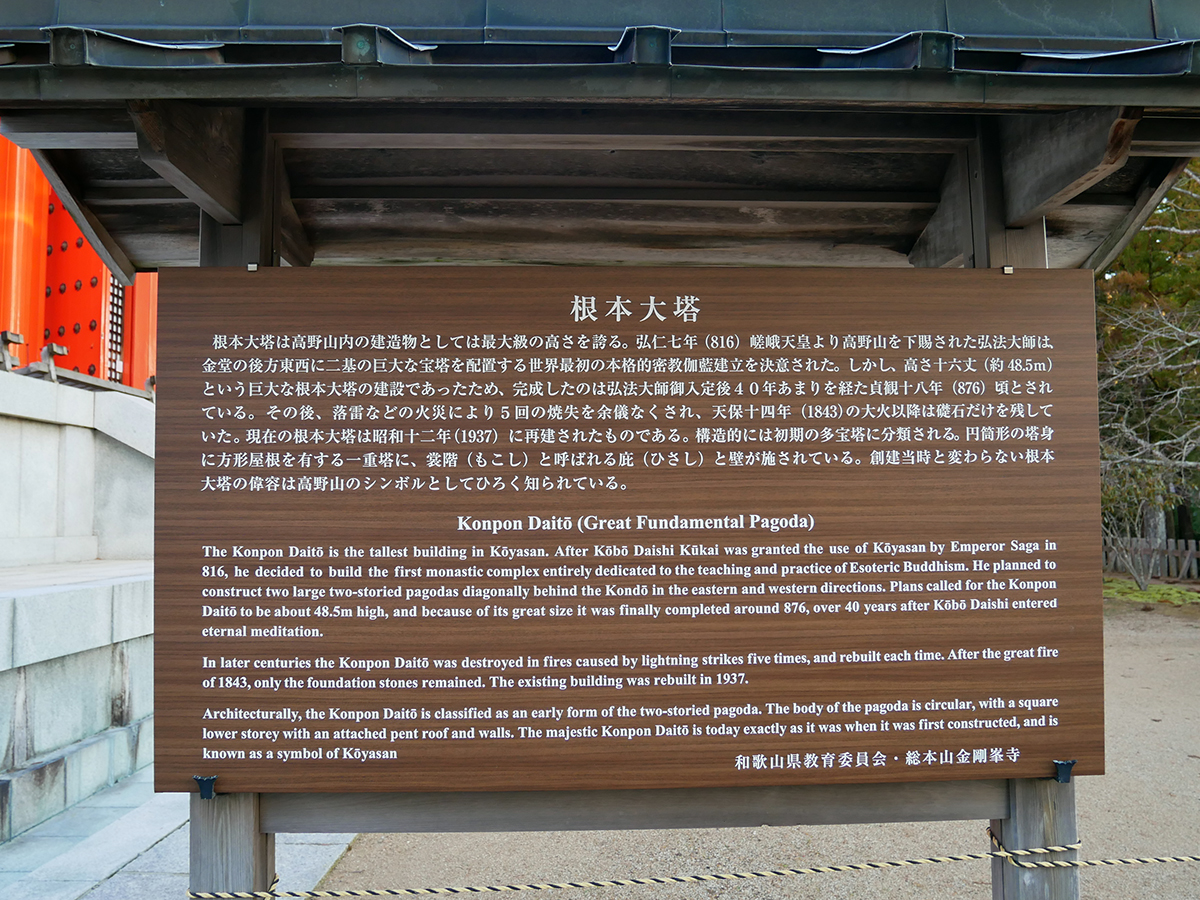 根本大塔
根本大塔は高野山内の建造物としては最大級の高さを誇る。弘仁七年（816）嵯峨天皇より高野山を下賜された弘法大師は、
金堂の後方東西に二基の巨大な宝塔を配置する世界最初の本格的密教伽藍建立を決意された。しかし、高さ十六丈（約 48.5m）
という巨大な根本大塔の建設であったため、完成したのは弘法大師御入定後４０年あまりを経た貞観十八年（876）頃とされ
ている。その後、落雷などの火災により５回の焼失を余儀なくされ、天保十四年（1843）の大火以降は礎石だけを残して
いた。現在の根本大塔は昭和十二年（1937）に再建されたものである。構造的には初期の多宝塔に分類される。円筒形の塔身
に方形屋根を有する一重塔に、裳階（もこし）と呼ばれる庇（ひさし）と壁が施されている。創建当時と変わらない根本
大塔の偉容は高野山のシンボルとしてひろく知られている。
Konpon Daitō (Great Fundamental Pagoda)
The Konpon Daitō is the tallest building in Kōyasan. After Kōbō Daishi Kūkai was granted the use of Kōyasan by Emperor Saga in
816, he decided to build the first monastic complex entirely dedicated to the teaching and practice of Esoteric Buddhism. He planned to
construct two large two-storied pagodas diagonally behind the Kondō in the eastern and western directions. Plans called for the Konpon
Daitō to be about 48.5m high, and because of its great size it was finally completed around 876, over 40 years after Kōbō Daishi entered
eternal meditation.
In later centuries the Konpon Daitō was destroyed in fires caused by lightning strikes five times, and rebuilt each time. After the great fire
of 1843, only the foundation stones remained. The existing building was rebuilt in 1937.
Architecturally, the Konpon Daitō is classified as an early form of the two-storied pagoda. The body of the pagoda is circular, with a square
lower storey with an attached pent roof and walls. The majestic Konpon Daitō is today exactly as it was when it was first constructed, and is
known as a symbol of Kōyasan
和歌山県教育委員会・総本山金剛峯寺